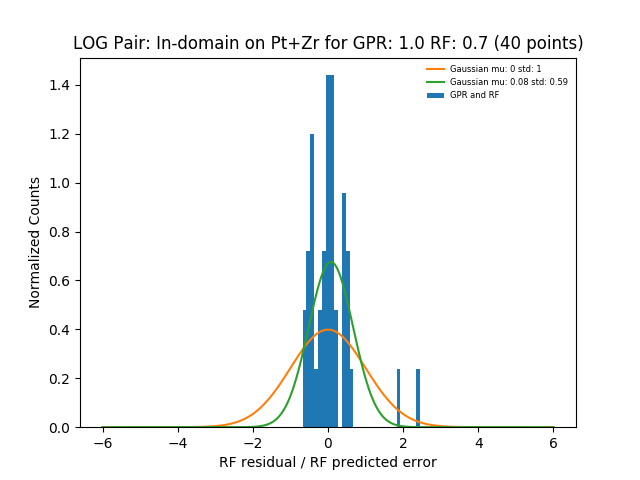 LOG Pair: In-domain on Pt+Zr for GPR: 1.0 RF: 0.7 (40 points)
Gaussian mu: 0 std: 1
Gaussian mu: 0.08 std: 0.59
GPR and RF
Normalized Counts
1.4
1.2
1.0
0.8
0.6
0.4
0.2
0.0
−6 −4 −2 0 2 4 6
RF residual / RF predicted error